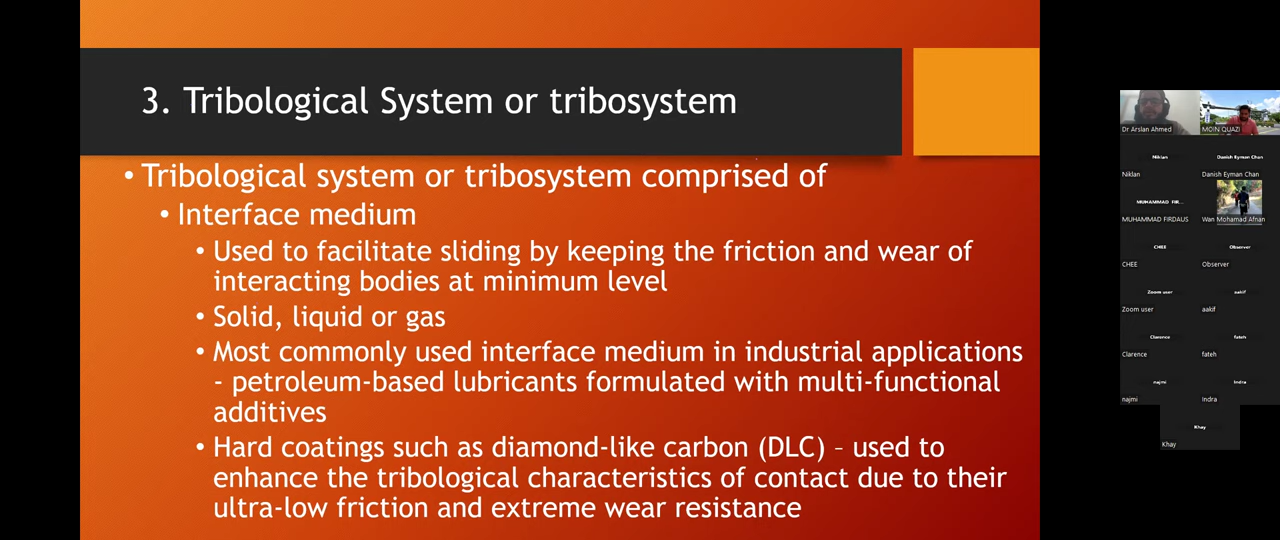 3. Tribological System or tribosystem
• Tribological system or tribosystem comprised of
• Interface medium
• Used to facilitate sliding by keeping the friction and wear of
interacting bodies at minimum level
• Solid, liquid or gas
• Most commonly used interface medium in industrial applications
- petroleum-based lubricants formulated with multi-functional
additives
• Hard coatings such as diamond-like carbon (DLC) – used to
enhance the tribological characteristics of contact due to their
ultra-low friction and extreme wear resistance
Dr Arslan Ahmed
MOIN QUAZI
Niklan
Niklan
Danish Eyman Chan
Danish Eyman Chan
MUHAMMAD FIR...
MUHAMMAD FIRDAUS
Wan Mohamad Afnan
CHEE
CHEE
Observer
Observer
Zoom user
Zoom user
aakif
aakif
Clarence
Clarence
fateh
fateh
najmi
najmi
Indra
Indra
Khay
Khay